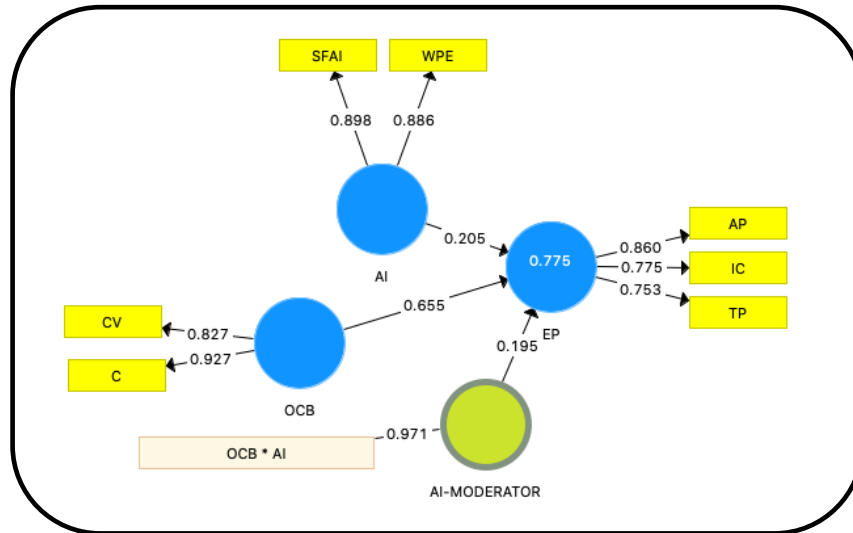 SFAI
WPE
0.898
0.886
AI
0.205
0.775
EP
0.860
0.775
0.753
AP
IC
TP
CV
C
0.827
0.927
OCB
0.655
0.195
OCB * AI
0.971
AI-MODERATOR